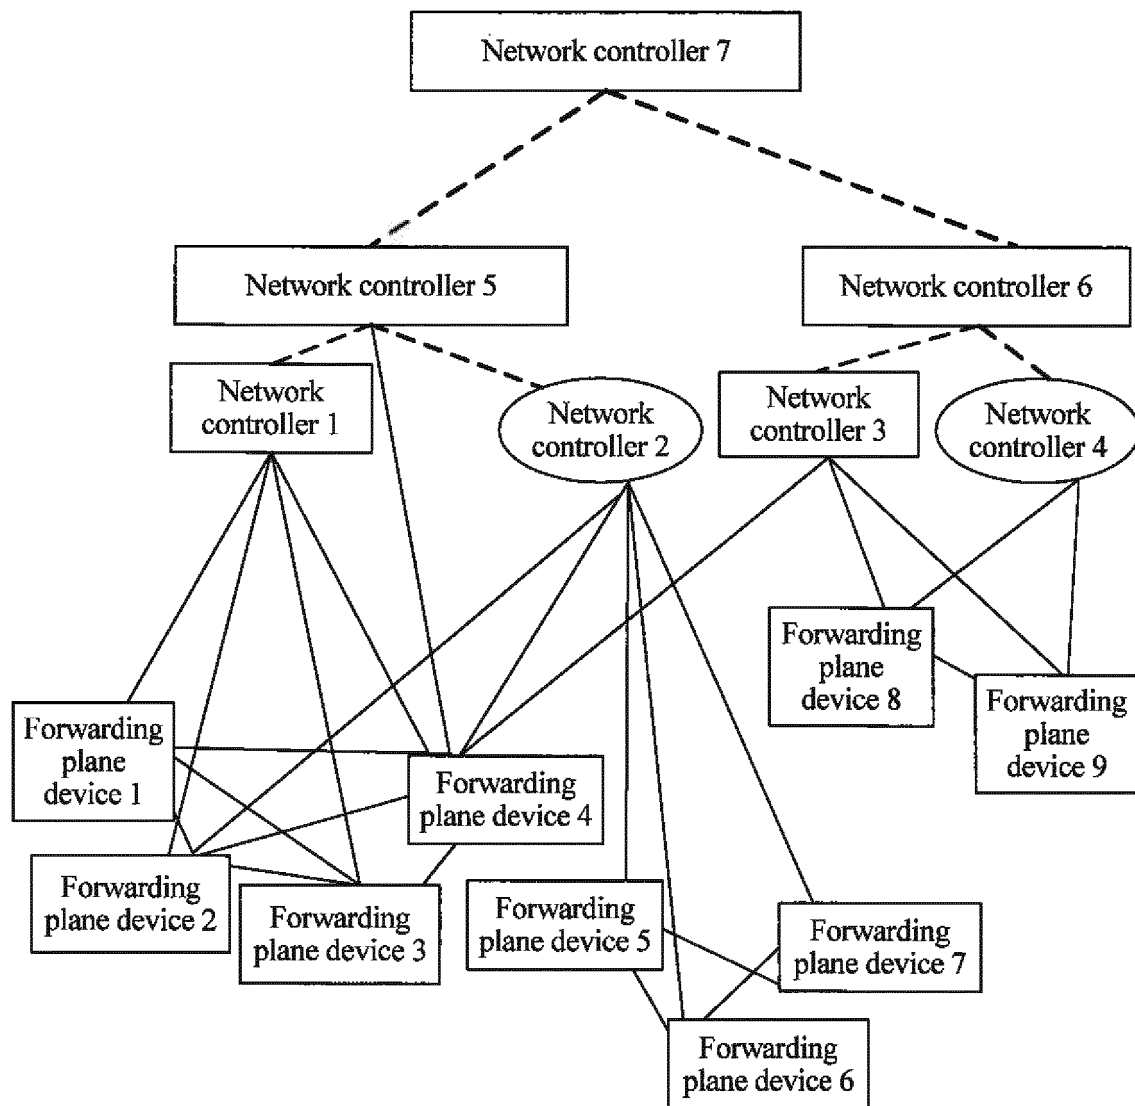 Network controller 7
Network controller 5
Network controller 6
Network
controller 1
Network
controller 2
Network
controller 3
Network
controller 4
Forwarding
plane
device 8
Forwarding
plane
device 9
Forwarding
plane
device 1
Forwarding
plane device 4
Forwarding
plane device 2
Forwarding
plane device 3
Forwarding
plane device 5
Forwarding
plane device 7
Forwarding
plane device 6